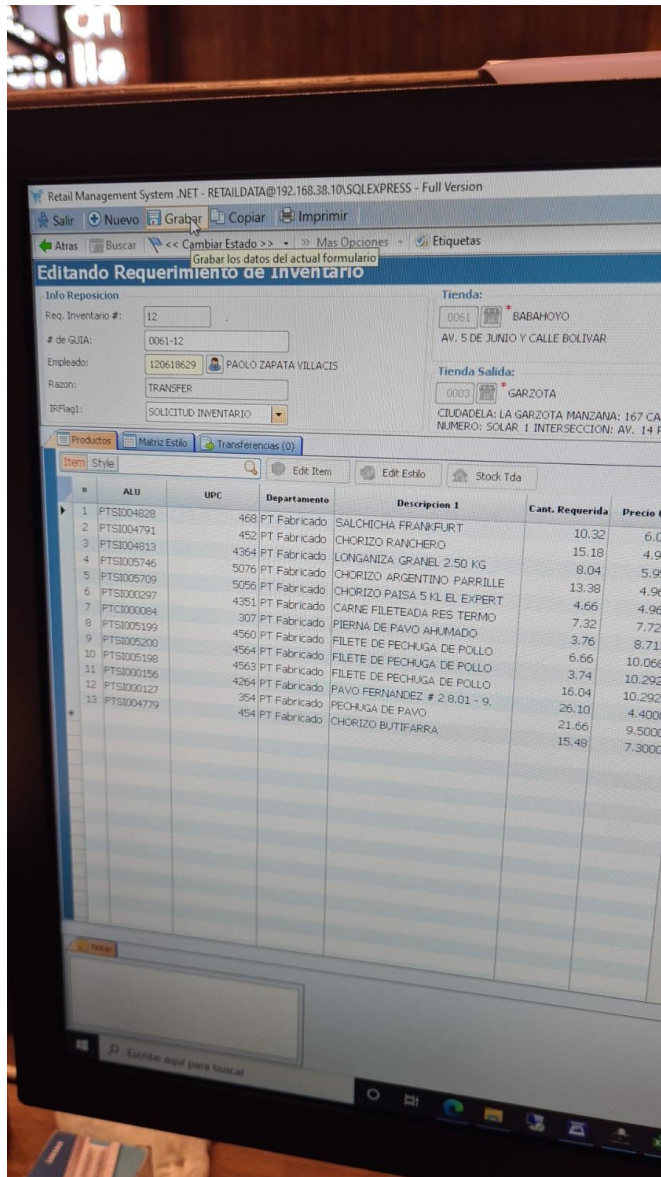 Retail Management System .NET - RETAILDATA@192.168.38.10\SQLEXPRESS - Full Version
Salir Nuevo Grabar Copiar Imprimir
Atras Buscar << Cambiar Estado >> >> Mas Opciones Etiquetas
Grabar los datos del actual formulario
Editando Requerimiento de Inventario
Info Reposicion
Req. Inventario #: 12
# de GUIA: 0061-12
Empleado: 120618629 PAOLO ZAPATA VILLACIS
Razon: TRANSFER
IRFlag1: SOLICITUD INVENTARIO
Tienda:
0061 * BABAHOYO
AV. 5 DE JUNIO Y CALLE BOLIVAR
Tienda Salida:
0003 * GARZOTA
CIUDADELA: LA GARZOTA MANZANA: 167 CA
NUMERO: SOLAR 1 INTERSECCION: AV. 14
Productos Matriz Estilo Transferencias (0)
Item Style Edit Item Edit Estilo Stock Tda
ALU UPC Departamento Descripcion 1 Cant. Requerida Precio
1 PTSI004828 468 PT Fabricado SALCHICHA FRANKFURT 10.32 6.0
2 PTSI004791 452 PT Fabricado CHORIZO RANCHERO 15.18 4.9
3 PTSI004813 4364 PT Fabricado LONGANIZA GRANEL 2.50 KG 8.04 5.9
4 PTSI005746 5076 PT Fabricado CHORIZO ARGENTINO PARRILLE 13.38 4.96
5 PTSI005709 5056 PT Fabricado CHORIZO PAISA 5 KL EL EXPERT 4.66 4.96
6 PTSI000297 4351 PT Fabricado CARNE FILETEADA RES TERMO 7.32 7.72
7 PTCI000084 307 PT Fabricado PIERNA DE PAVO AHUMADO 3.76 8.71
8 PTSI005199 4560 PT Fabricado FILETE DE PECHUGA DE POLLO 6.66 10.068
9 PTSI005200 4564 PT Fabricado FILETE DE PECHUGA DE POLLO 3.74 10.292
10 PTSI005198 4563 PT Fabricado FILETE DE PECHUGA DE POLLO 16.04 10.292
11 PTSI000156 4264 PT Fabricado PAVO FERNANDEZ # 2 8.01 - 9. 26.10 4.400
12 PTSI000127 354 PT Fabricado PECHUGA DE PAVO 21.66 9.5000
13 PTSI004779 454 PT Fabricado CHORIZO BUTIFARRA 15.48 7.3000
Notas
Escribe aquí para buscar